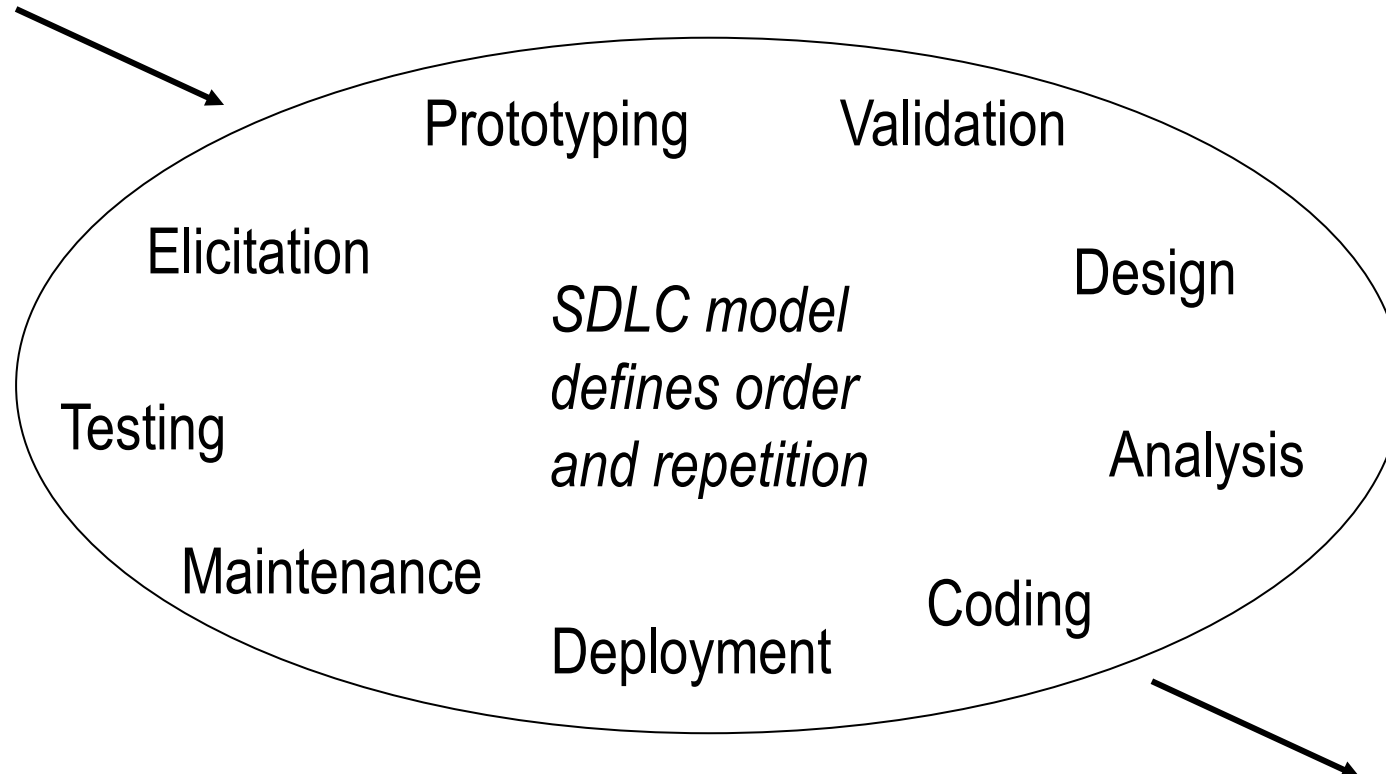 Prototyping
Validation
Elicitation
Design
SDLC model
defines order
and repetition
Testing
Analysis
Maintenance
Coding
Deployment